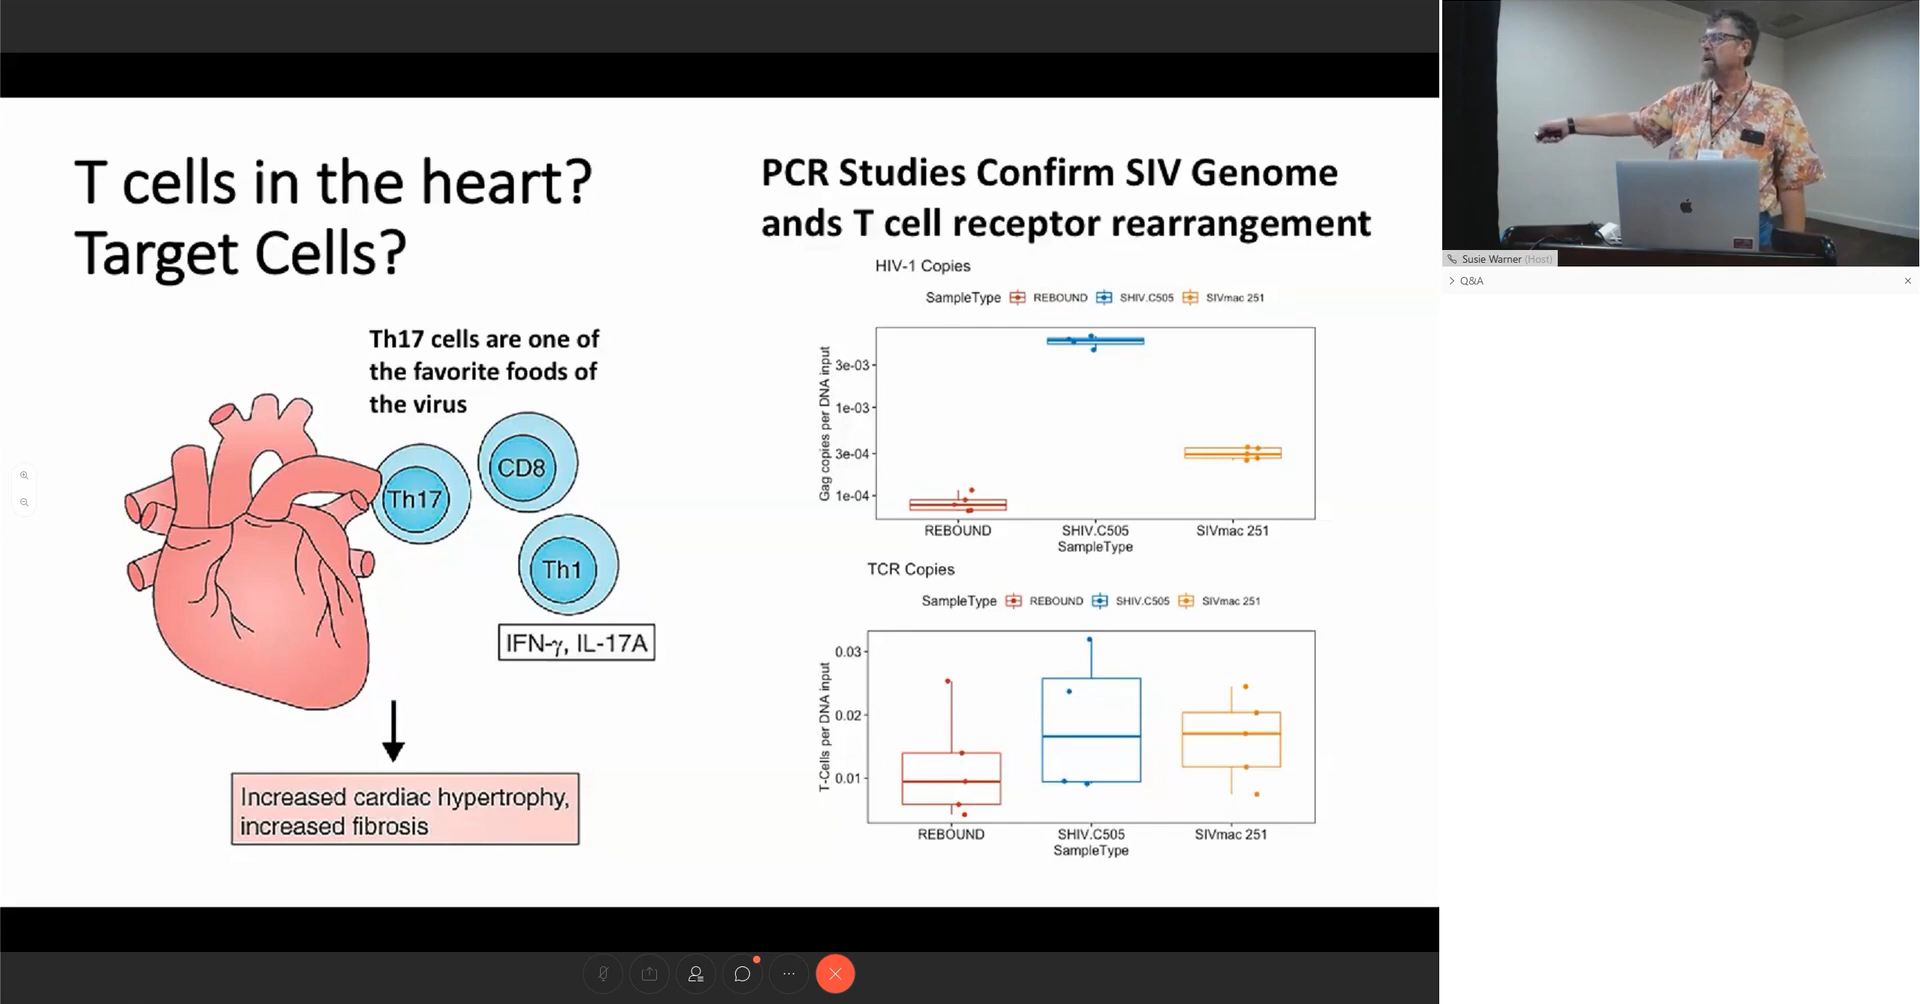 T cells in the heart?
Target Cells?
Th17 cells are one of
the favorite foods of
the virus
Th17
CD8
Th1
IFN-γ, IL-17A
Increased cardiac hypertrophy,
increased fibrosis
PCR Studies Confirm SIV Genome
ands T cell receptor rearrangement
HIV-1 Copies
SampleType REBOUND SHIV.C505 SIVmac 251
Gag copies per DNA input
3e-03
1e-03
3e-04
1e-04
REBOUND SHIV.C505 SIVmac 251
SampleType
TCR Copies
SampleType REBOUND SHIV.C505 SIVmac 251
T-Cells per DNA input
0.03
0.02
0.01
REBOUND SHIV.C505 SIVmac 251
SampleType
Susie Warner (Host)
Q&A